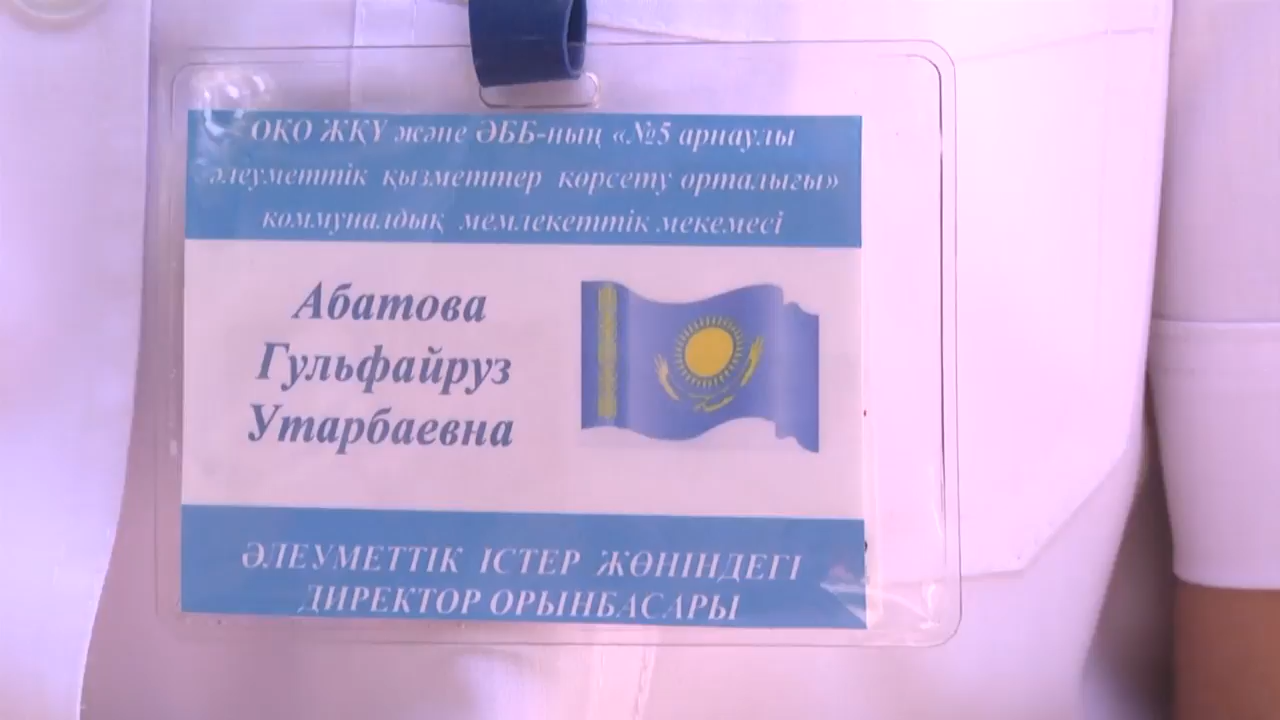 ОҚО ЖҚҮ және ӘББ-ның «№5 арнаулы
әлеуметтік қызметтер көрсету орталығы»
коммуналдық мемлекеттік мекемесі
Абатова
Гульфайруз
Утарбаевна
ӘЛЕУМЕТТІК ІСТЕР ЖӨНІНДЕГІ
ДИРЕКТОР ОРЫНБАСАРЫ